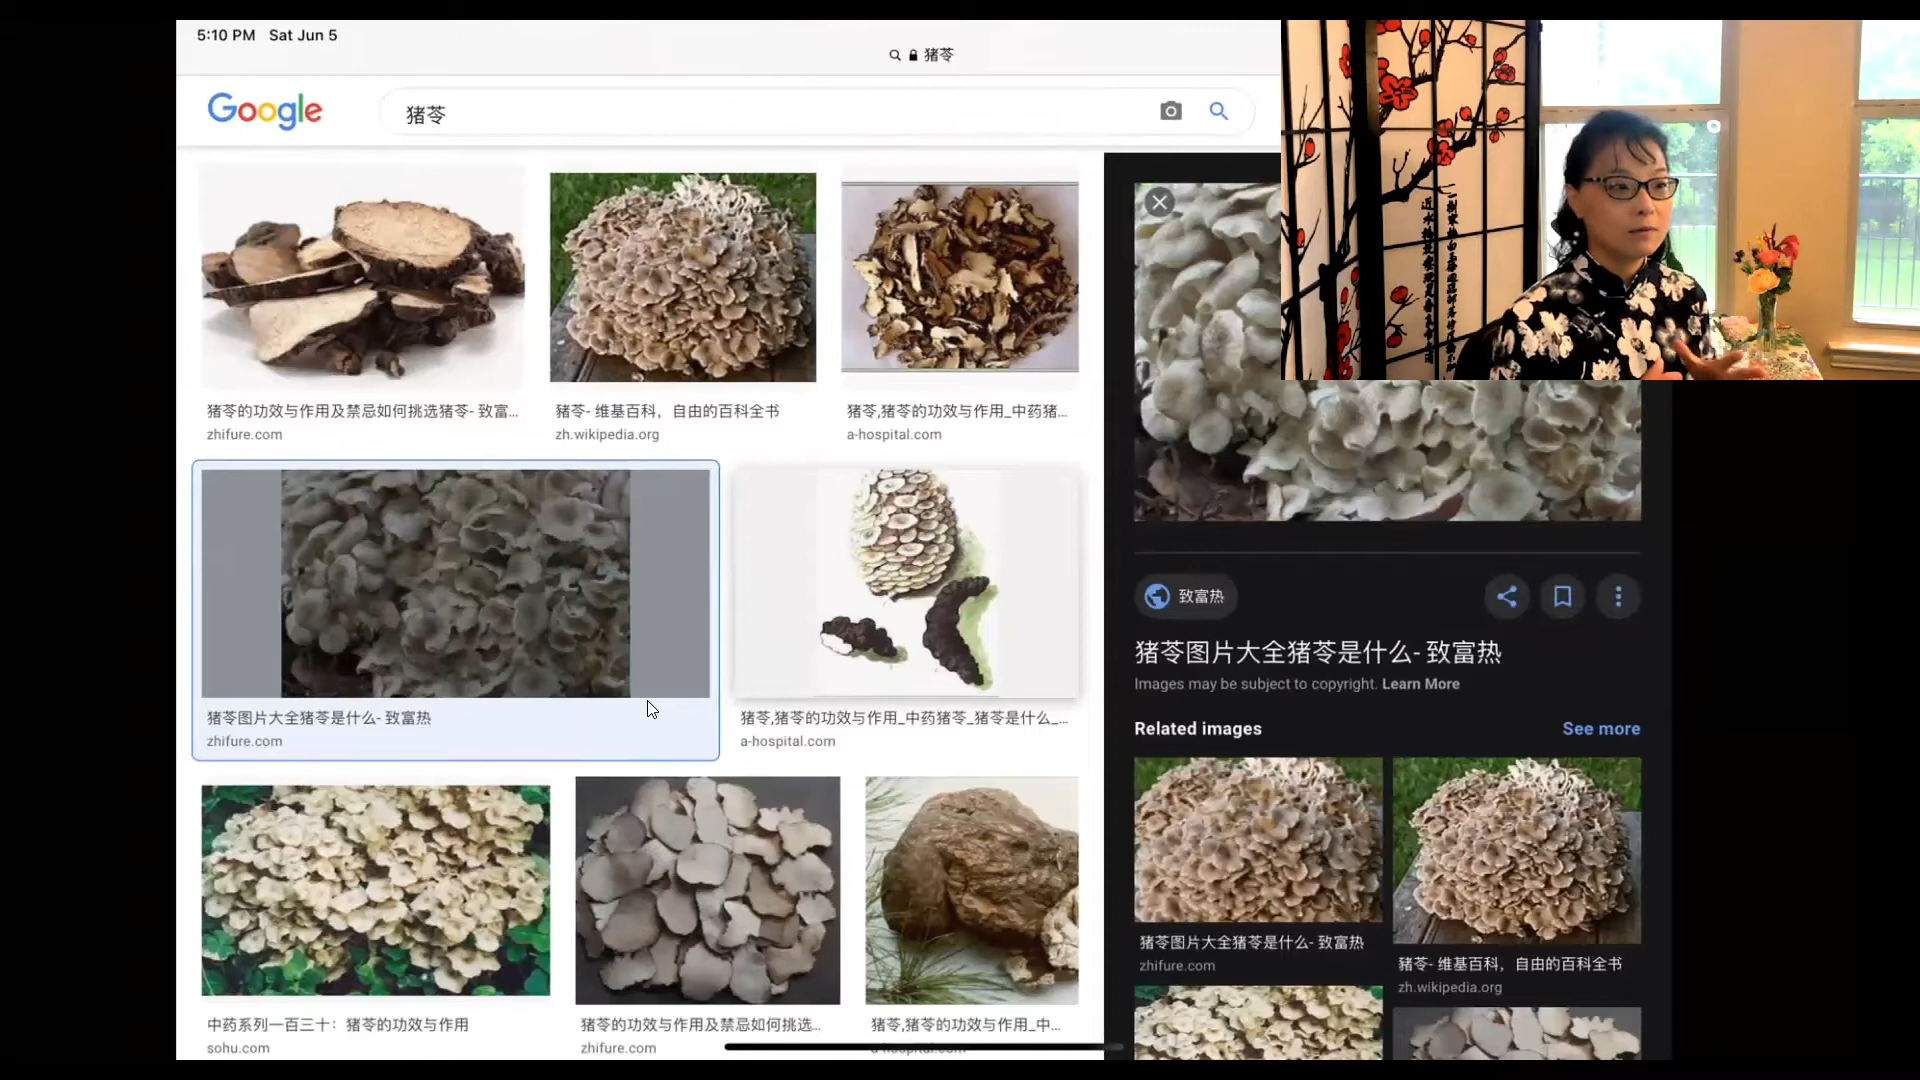 5:10 PM Sat Jun 5
猪苓
Google
猪苓
猪苓的功效与作用及禁忌如何挑选猪苓- 致富...
zhifure.com
猪苓- 维基百科，自由的百科全书
zh.wikipedia.org
猪苓,猪苓的功效与作用_中药猪...
a-hospital.com
猪苓图片大全猪苓是什么- 致富热
zhifure.com
猪苓,猪苓的功效与作用_中药猪苓_猪苓是什么_...
a-hospital.com
中药系列一百三十：猪苓的功效与作用
sohu.com
猪苓的功效与作用及禁忌如何挑选...
zhifure.com
猪苓,猪苓的功效与作用_中...
a-hospital.com
致富热
猪苓图片大全猪苓是什么- 致富热
Images may be subject to copyright. Learn More
Related images
See more
猪苓图片大全猪苓是什么- 致富热
zhifure.com
猪苓- 维基百科，自由的百科全书
zh.wikipedia.org